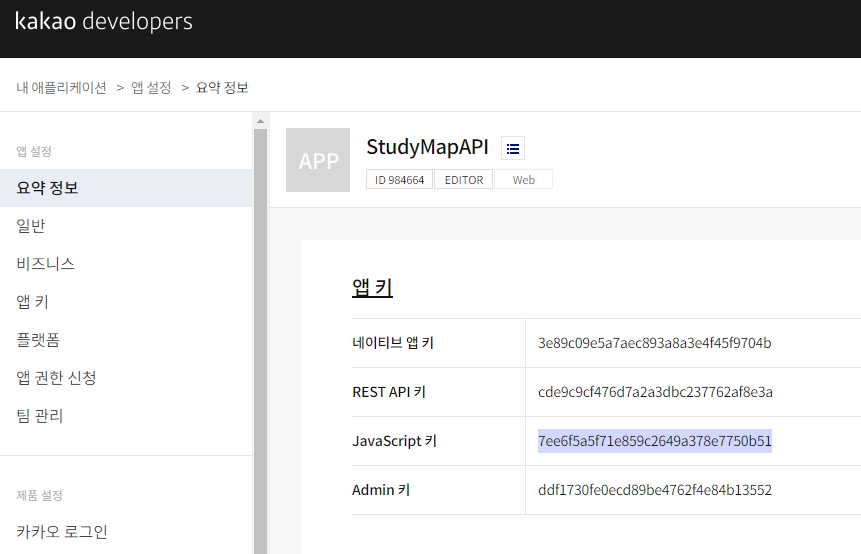 kakao developers
내 애플리케이션 > 앱 설정 > 요약 정보
앱 설정
요약 정보
일반
비즈니스
앱 키
플랫폼
앱 권한 신청
팀 관리
제품 설정
카카오 로그인
APP
StudyMapAPI
ID 984664 EDITOR Web
앱 키
네이티브 앱 키 3e89c09e5a7aec893a8a3e4f45f9704b
REST API 키 cde9c9cf476d7a2a3dbc237762af8e3a
JavaScript 키 7ee6f5a5f71e859c2649a378e7750b51
Admin 키 ddf1730fe0ecd89be4762f4e84b13552